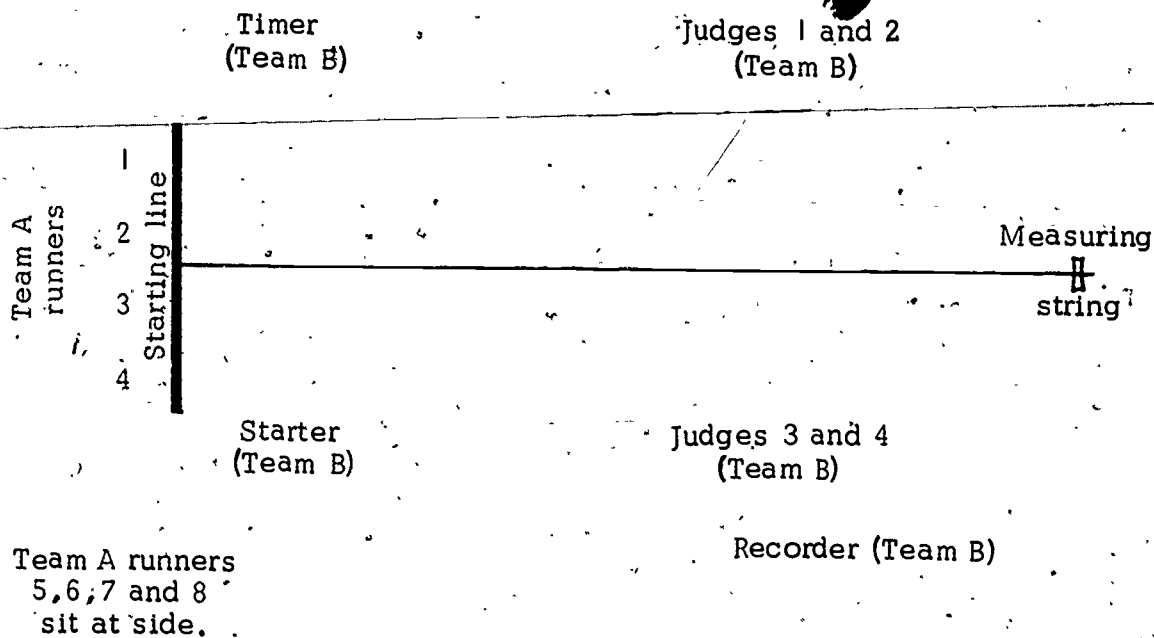 Timer
(Team B)
Judges 1 and 2
(Team B)
Team A
runners
1
2
3
4
Starting line
Measuring
string
Starter
(Team B)
Judges 3 and 4
(Team B)
Recorder (Team B)
Team A runners
5,6,7 and 8
sit at side.